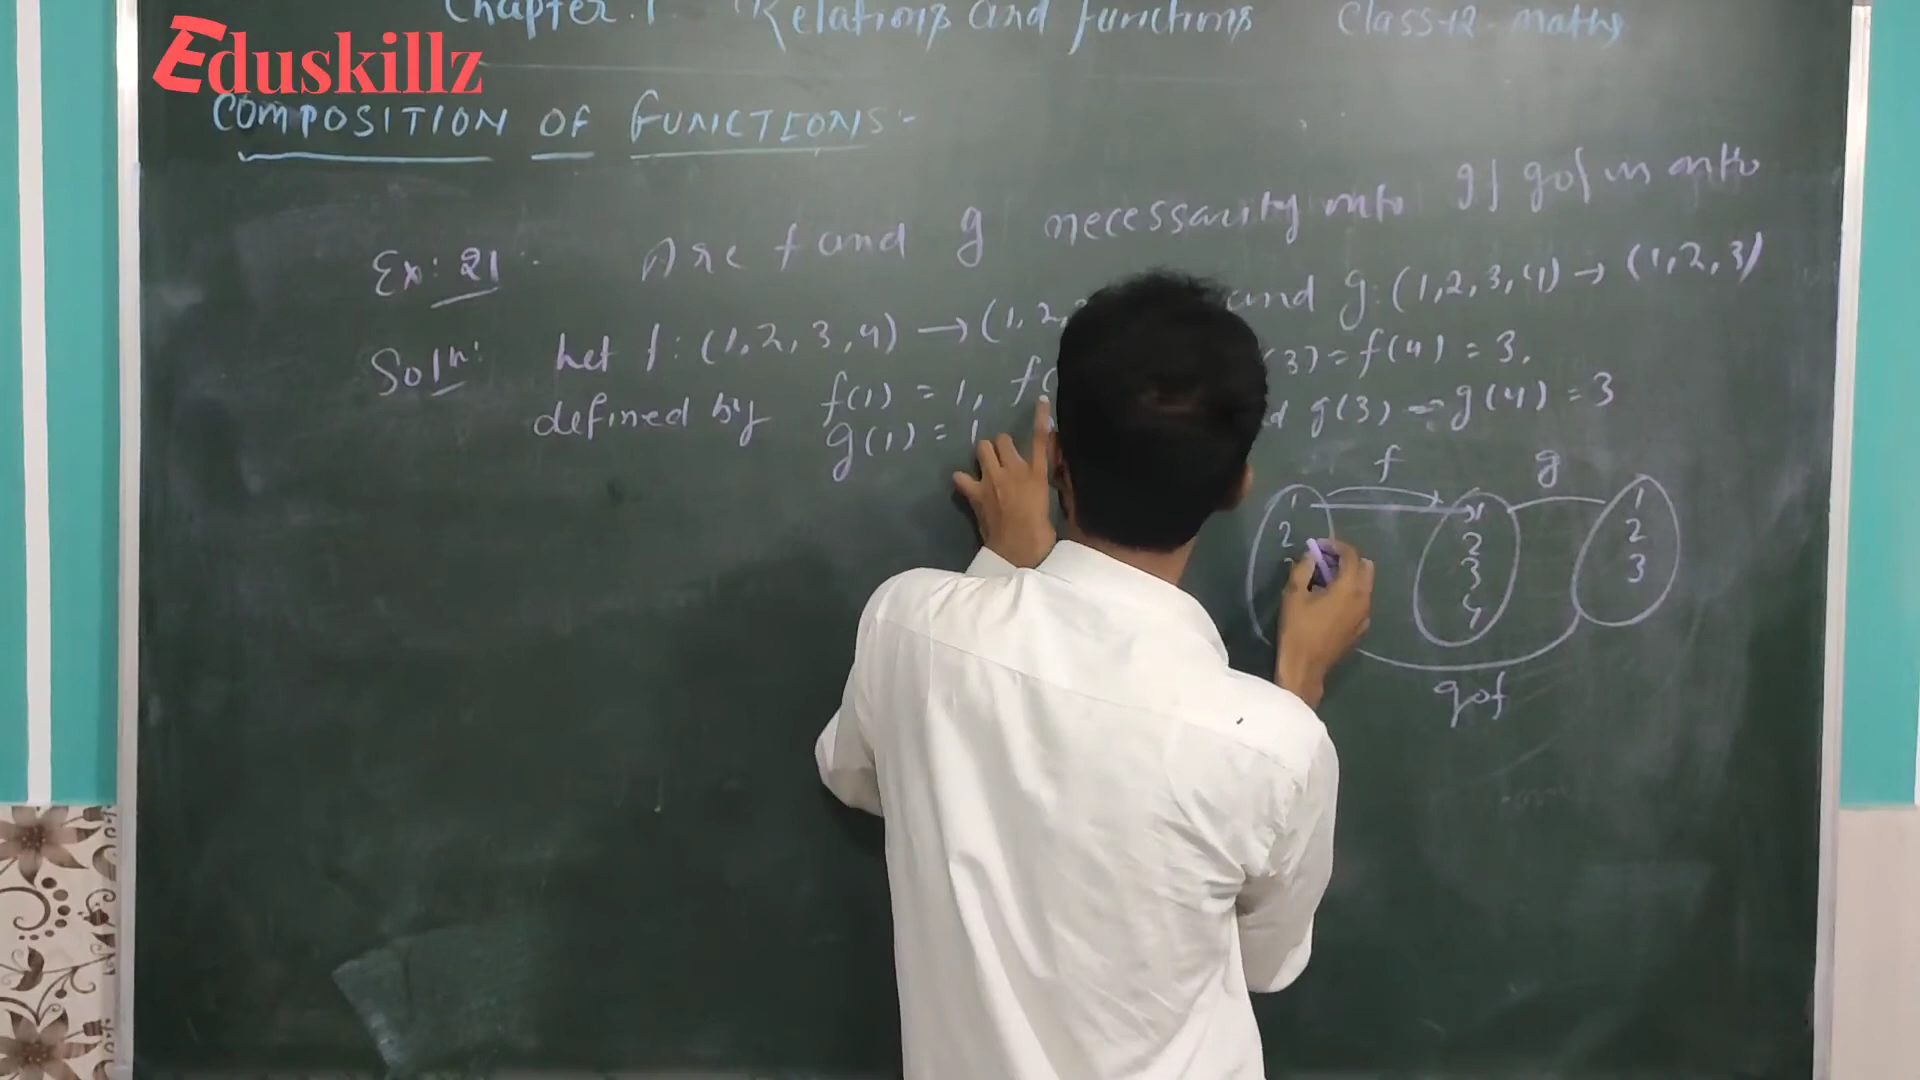 Chapter.1 Relations and functions Class-12-maths
Eduskillz
COMPOSITION OF FUNCTIONS:-
Ex: 21: Are f and g necessarily onto if gof is onto
Soln: Let f: (1,2,3,4) → (1,2, and g: (1,2,3,4) → (1,2,3)
defined by f(1) = 1, f( 3) = f(4) = 3.
g(1) = 1 g(3) = g(4) = 3
f g
1 1 1
2 2 2
3 3
4
gof